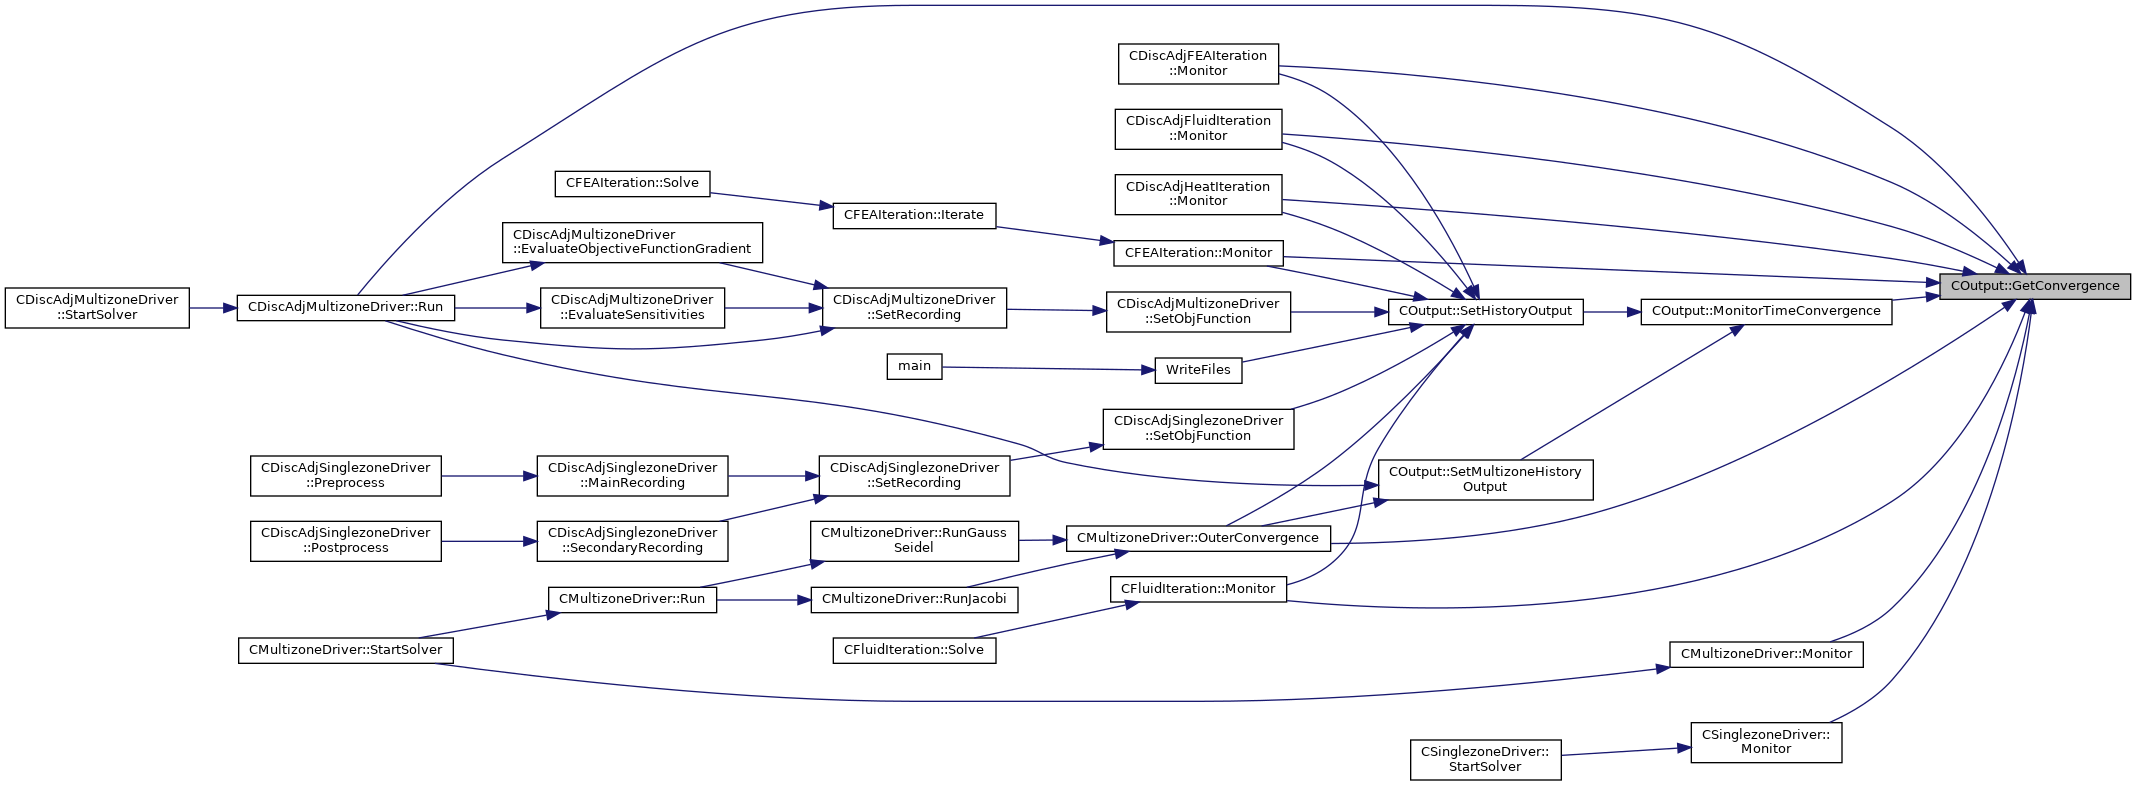 CDiscAdjFEAIteration
::Monitor
CDiscAdjFluidIteration
::Monitor
CDiscAdjHeatIteration
::Monitor
CFEAIteration::Solve
CFEAIteration::Iterate
CFEAIteration::Monitor
CDiscAdjMultizoneDriver
::EvaluateObjectiveFunctionGradient
COutput::GetConvergence
CDiscAdjMultizoneDriver
::StartSolver
CDiscAdjMultizoneDriver::Run
CDiscAdjMultizoneDriver
::EvaluateSensitivities
CDiscAdjMultizoneDriver
::SetRecording
CDiscAdjMultizoneDriver
::SetObjFunction
COutput::SetHistoryOutput
COutput::MonitorTimeConvergence
main
WriteFiles
CDiscAdjSinglezoneDriver
::SetObjFunction
CDiscAdjSinglezoneDriver
::Preprocess
CDiscAdjSinglezoneDriver
::MainRecording
CDiscAdjSinglezoneDriver
::SetRecording
COutput::SetMultizoneHistory
Output
CDiscAdjSinglezoneDriver
::Postprocess
CDiscAdjSinglezoneDriver
::SecondaryRecording
CMultizoneDriver::RunGauss
Seidel
CMultizoneDriver::OuterConvergence
CMultizoneDriver::Run
CMultizoneDriver::RunJacobi
CFluidIteration::Monitor
CMultizoneDriver::StartSolver
CFluidIteration::Solve
CMultizoneDriver::Monitor
CSinglezoneDriver::
StartSolver
CSinglezoneDriver::
Monitor